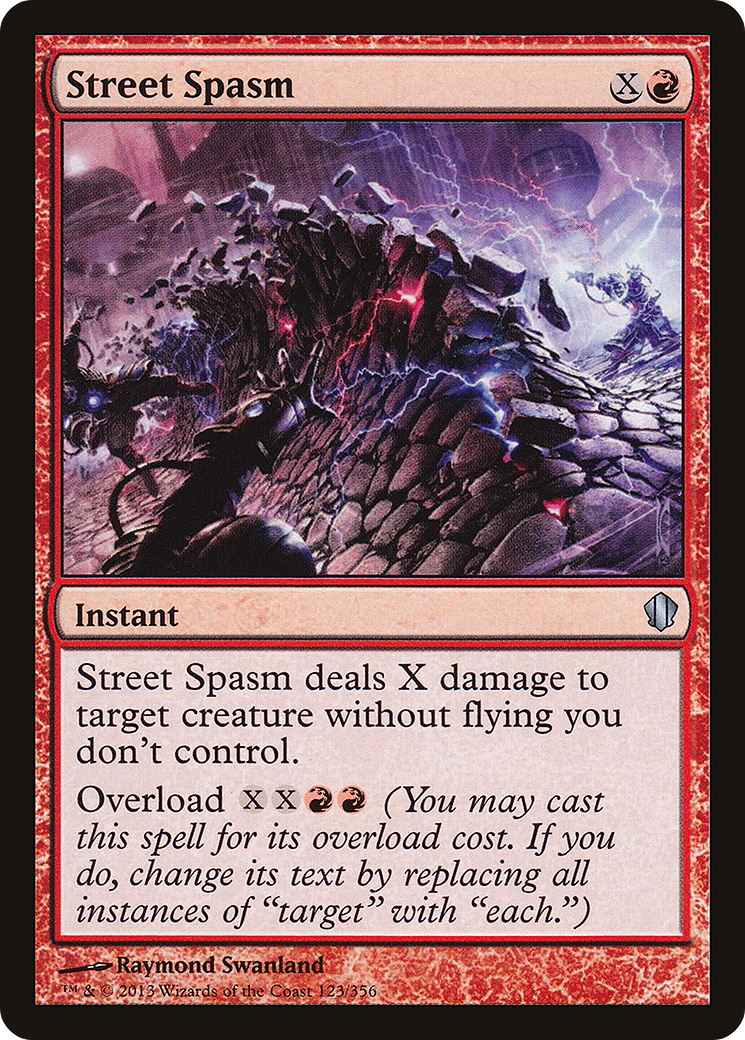 Street Spasm X
Instant
Street Spasm deals X damage to
target creature without flying you
don't control.
Overload X X (You may cast
this spell for its overload cost. If you
do, change its text by replacing all
instances of “target” with “each.”)
Raymond Swanland
™ & © 2013 Wizards of the Coast 123/356